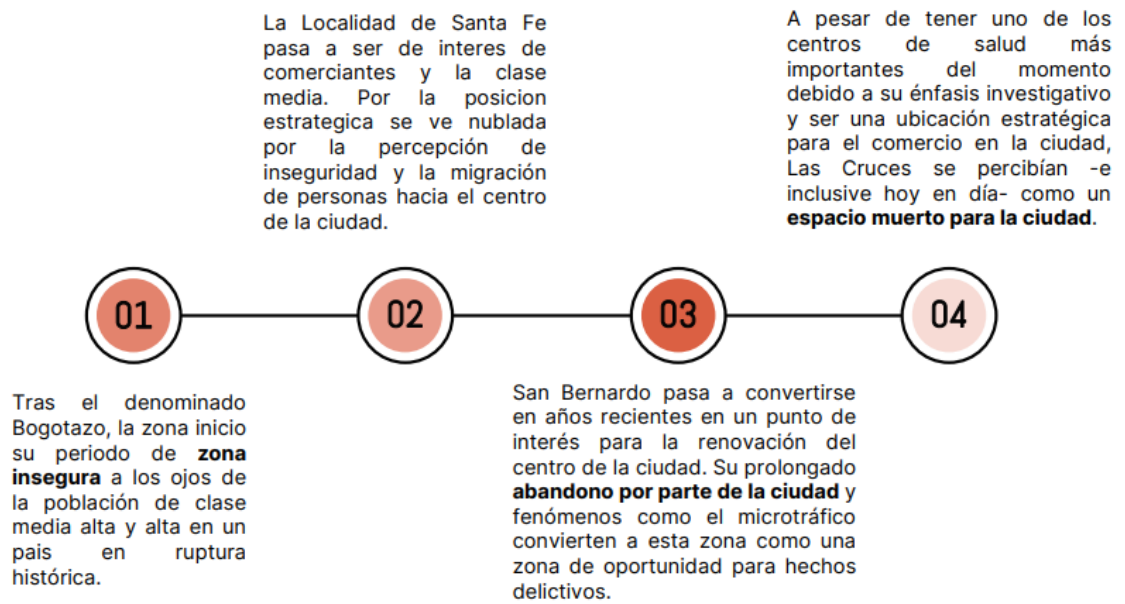 La Localidad de Santa Fe
pasa a ser de interes de
comerciantes y la clase
media. Por la posicion
estrategica se ve nublada
por la percepción de
inseguridad y la migración
de personas hacia el centro
de la ciudad.
A pesar de tener uno de los
centros de salud más
importantes del momento
debido a su énfasis investigativo
y ser una ubicación estratégica
para el comercio en la ciudad,
Las Cruces se percibían -e
inclusive hoy en día- como un
espacio muerto para la ciudad.
01
02
03
04
Tras el denominado
Bogotazo, la zona inicio
su periodo de zona
insegura a los ojos de
la población de clase
media alta y alta en un
pais en ruptura
histórica.
San Bernardo pasa a convertirse
en años recientes en un punto de
interés para la renovación del
centro de la ciudad. Su prolongado
abandono por parte de la ciudad y
fenómenos como el microtráfico
convierten a esta zona como una
zona de oportunidad para hechos
delictivos.